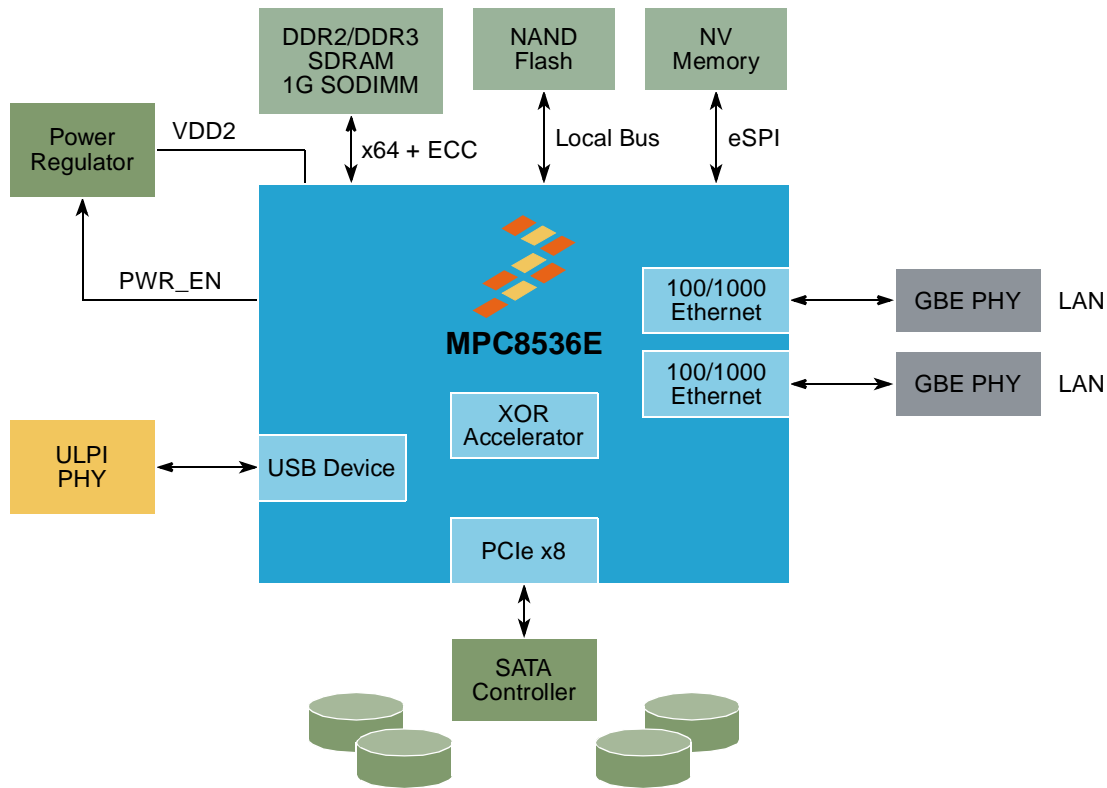 DDR2/DDR3
SDRAM
1G SODIMM
NAND
Flash
NV
Memory
Power
Regulator
VDD2
x64 + ECC
Local Bus
eSPI
PWR_EN
MPC8536E
100/1000
Ethernet
GBE PHY
LAN
100/1000
Ethernet
GBE PHY
LAN
XOR
Accelerator
ULPI
PHY
USB Device
PCIe x8
SATA
Controller